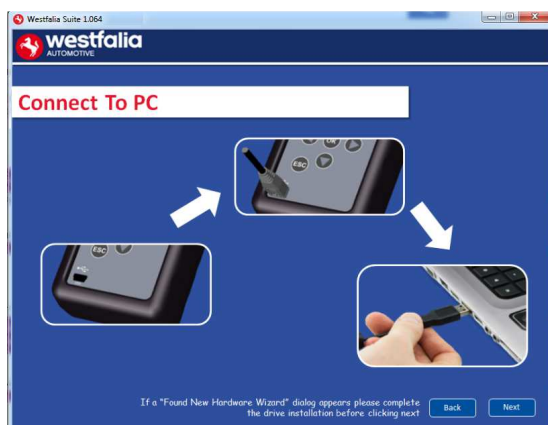 Westfalia Suite 1.064
westfalia
AUTOMOTIVE
Connect To PC
OK
ESC
ESC
If a "Found New Hardware Wizard" dialog appears please complete
the drive installation before clicking next
Back
Next